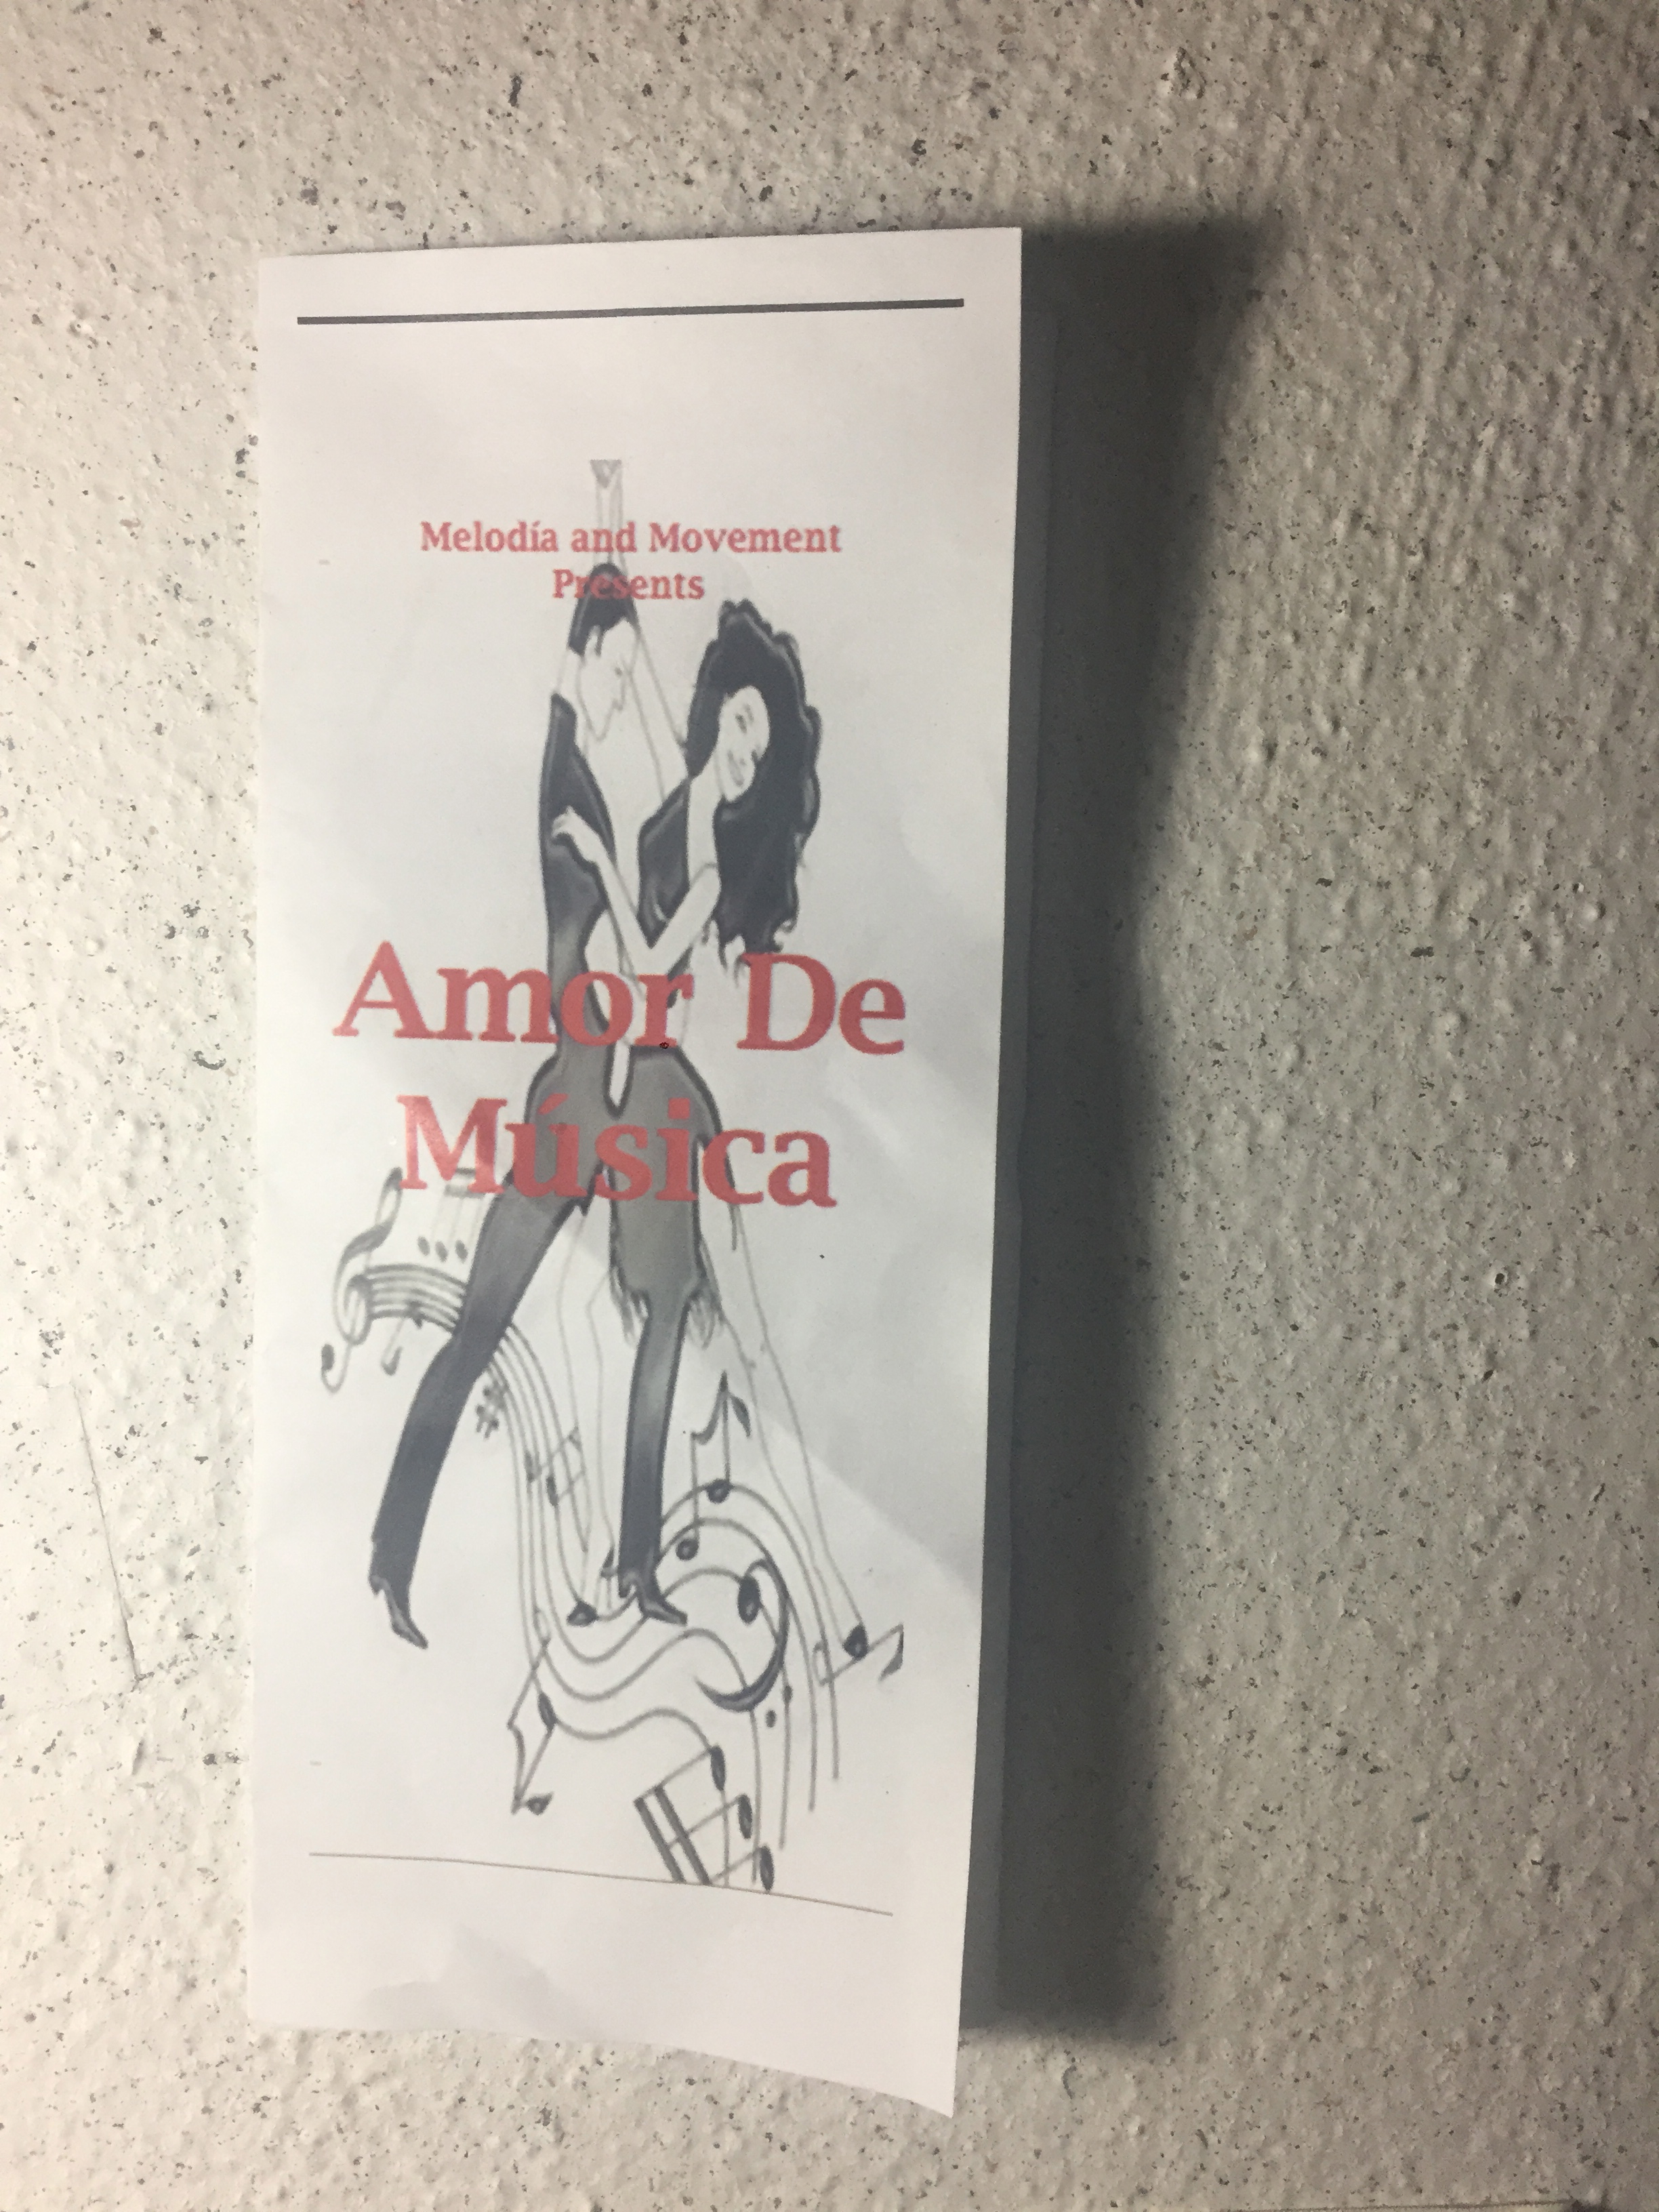 Melodía and Movement
Presents
Amor De
Música